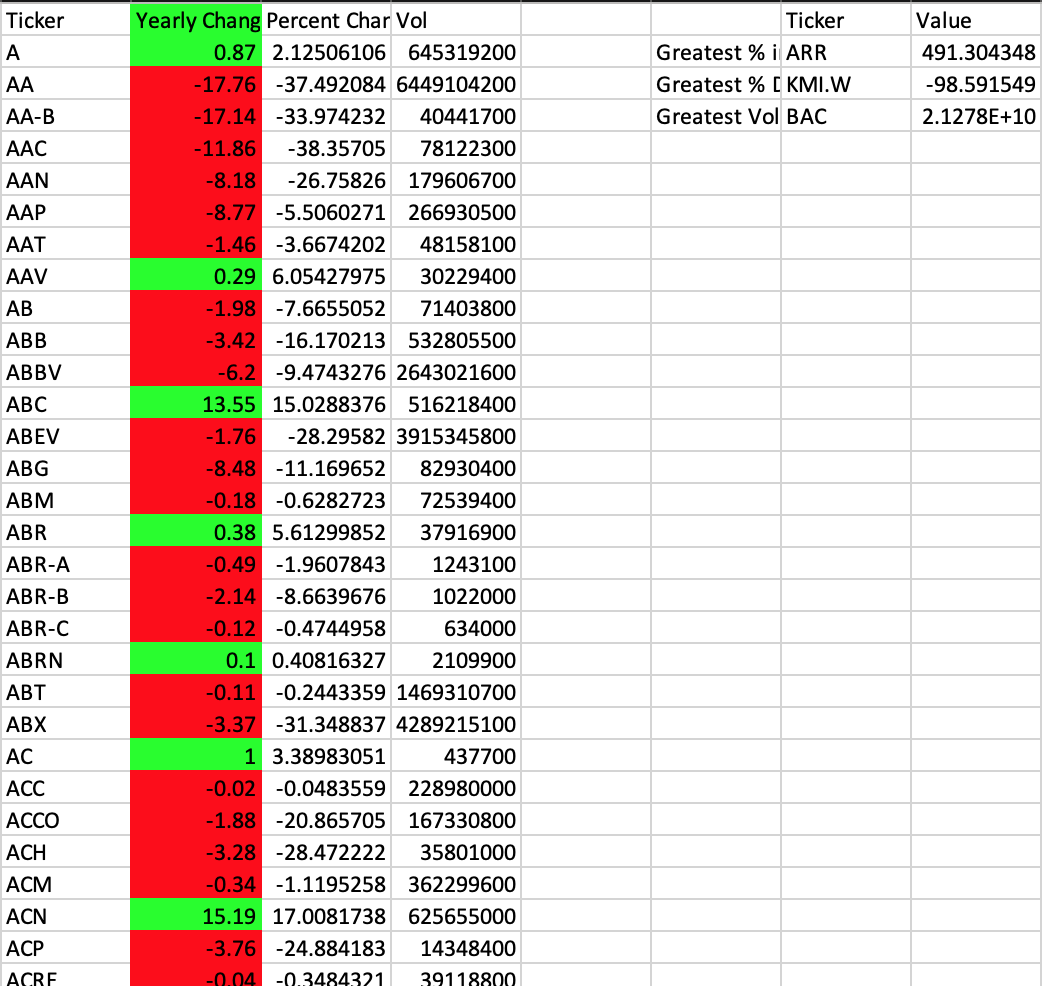 Ticker Yearly Chang Percent Char Vol Ticker Value
A 0.87 2.12506106 645319200 Greatest % i ARR 491.304348
AA -17.76 -37.492084 6449104200 Greatest % D KMI.W -98.591549
AA-B -17.14 -33.974232 40441700 Greatest Vol BAC 2.1278E+10
AAC -11.86 -38.35705 78122300
AAN -8.18 -26.75826 179606700
AAP -8.77 -5.5060271 266930500
AAT -1.46 -3.6674202 48158100
AAV 0.29 6.05427975 30229400
AB -1.98 -7.6655052 71403800
ABB -3.42 -16.170213 532805500
ABBV -6.2 -9.4743276 2643021600
ABC 13.55 15.0288376 516218400
ABEV -1.76 -28.29582 3915345800
ABG -8.48 -11.169652 82930400
ABM -0.18 -0.6282723 72539400
ABR 0.38 5.61299852 37916900
ABR-A -0.49 -1.9607843 1243100
ABR-B -2.14 -8.6639676 1022000
ABR-C -0.12 -0.4744958 634000
ABRN 0.1 0.40816327 2109900
ABT -0.11 -0.2443359 1469310700
ABX -3.37 -31.348837 4289215100
AC 1 3.38983051 437700
ACC -0.02 -0.0483559 228980000
ACCO -1.88 -20.865705 167330800
ACH -3.28 -28.472222 35801000
ACM -0.34 -1.1195258 362299600
ACN 15.19 17.0081738 625655000
ACP -3.76 -24.884183 14348400
ACRE -0.04 -0.3484321 39118800